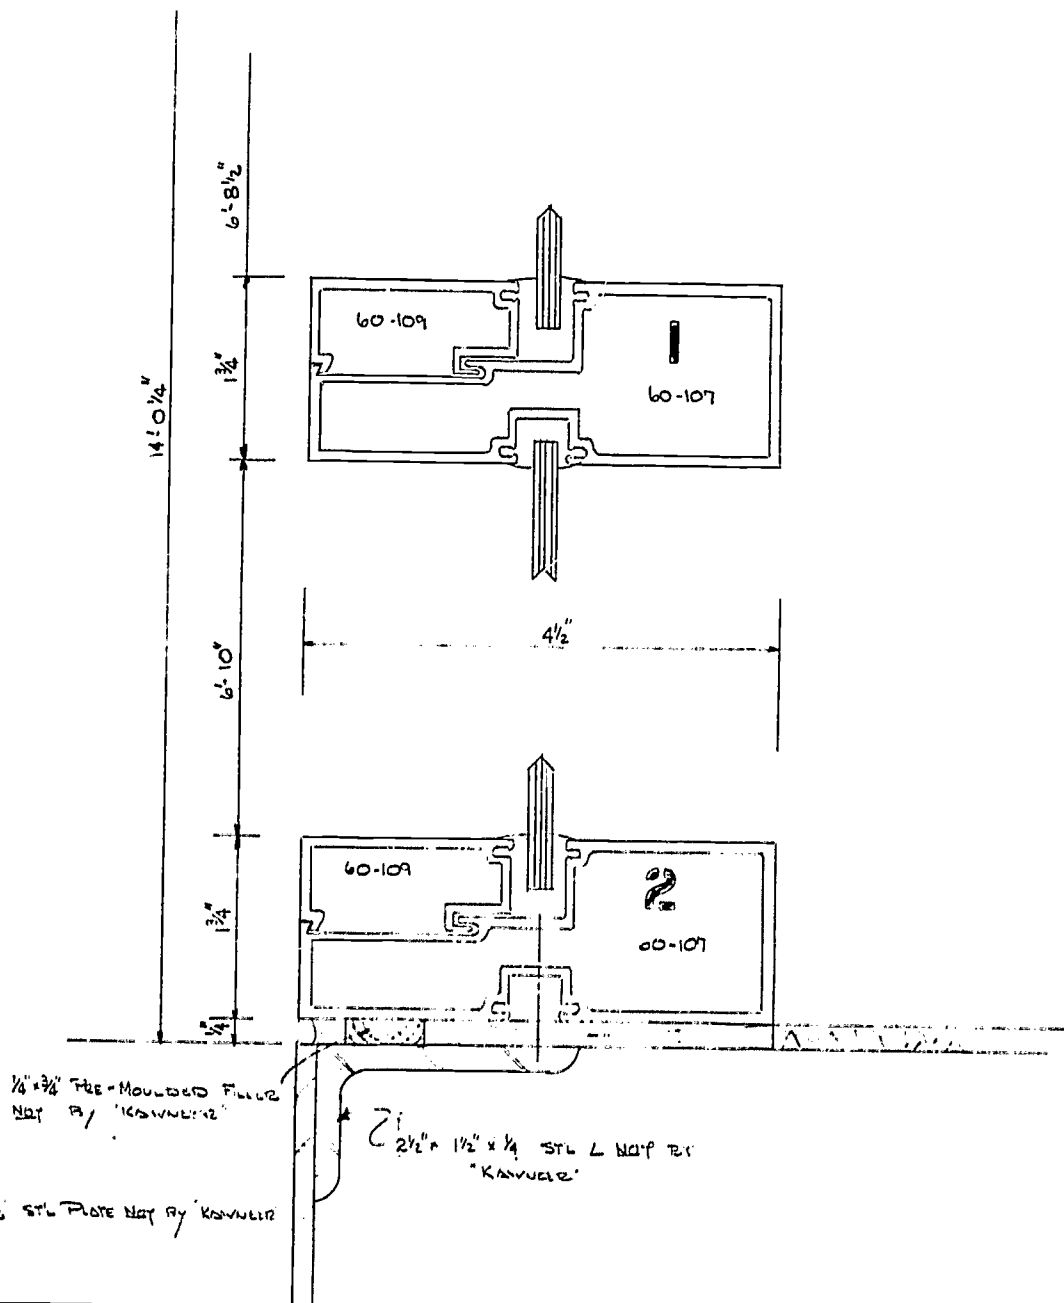 6'-8½"
60-109
1
1¾"
60-107
14'-0¼"
4½"
6'-10"
60-109
2
60-107
1¾"
¼"
¼"x¾" PRE-MOULDED FILLER
NOT BY "KAWNEER"
2½" x 1½" x ¼ STL L NOT BY
"KAWNEER"
STL PLATE NOT BY KAWNEER